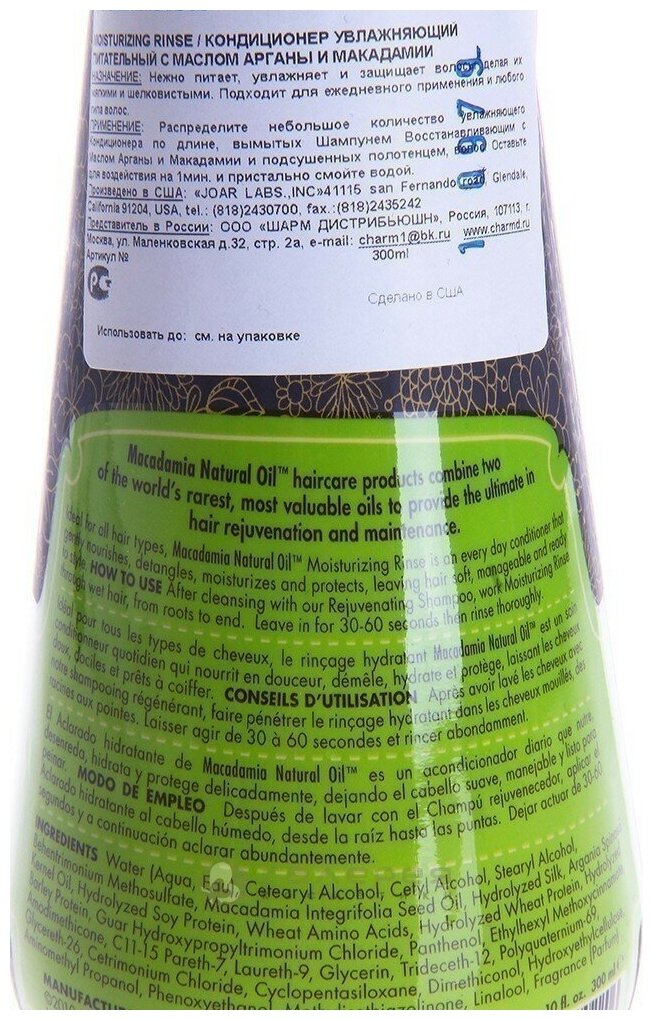 MOISTURIZING RINSE / КОНДИЦИОНЕР УВЛАЖНЯЮЩИЙ
ПИТАТЕЛЬНЫЙ С МАСЛОМ АРГАНЫ И МАКАДАМИИ
НАЗНАЧЕНИЕ: Нежно питает, увлажняет и защищает волосы делая их
мягкими и шелковистыми. Подходит для ежедневного применения и любого
типа волос.
ПРИМЕНЕНИЕ: Распределите небольшое количество увлажняющего
Кондиционера по длине, вымытых Шампунем Восстанавливающим с
Маслом Арганы и Макадамии и подсушенных полотенцем, волос Оставьте
для воздействия на 1мин. и пристально смойте водой.
Произведено в США: «JOAR LABS.,INC»41115 san Fernando road Glendale,
California 91204, USA, tel.: (818)2430700, fax.:(818)2435242
Представитель в России: ООО «ШАРМ ДИСТРИБЬЮШН», Россия, 107113, г.
Москва, ул. Маленковская д.32, стр. 2а, e-mail: charm1@bk.ru www.charmd.ru
Артикул № 300ml
РС
Сделано в США
Использовать до: см. на упаковке
Macadamia Natural Oil™ haircare products combine two
of the world's rarest, most valuable oils to provide the ultimate in
hair rejuvenation and maintenance.
Ideal for all hair types, Macadamia Natural Oil™ Moisturizing Rinse is an every day conditioner that
gently nourishes, detangles, moisturizes and protects, leaving hair soft, manageable and ready
to style HOW TO USE After cleansing with our Rejuvenating Shampoo, work Moisturizing Rinse
through wet hair, from roots to end. Leave in for 30-60 seconds then rinse thoroughly.
Idéal pour tous les types de cheveux, le rinçage hydratant Macadamia Natural Oil™ est un soin
conditionneur quotidien qui nourrit en douceur, démêle, hydrate et protège, laissant les cheveux
doux, dociles et prêts à coiffer. CONSEILS D'UTILISATION Après avoir lavé les cheveux avec
notre shampooing régénérant, faire pénétrer le rinçage hydratant dans les cheveux mouillés, des
racines aux pointes. Laisser agir de 30 à 60 secondes et rincer abondamment.
El Aclarado hidratante de Macadamia Natural Oil™ es un acondicionador diario que nutre,
desenreda, hidrata y protege delicadamente, dejando el cabello suave, manejable y listo para
peinar. MODO DE EMPLEO Después de lavar con el Champú rejuvenecedor, aplicar el
Aclarado hidratante al cabello húmedo, desde la raíz hasta las puntas. Dejar actuar de 30-60
segundos y a continuación aclarar abundantemente.
INGREDIENTS Water (Aqua, Eau), Cetearyl Alcohol, Cetyl Alcohol, Stearyl Alcohol,
Behentrimonium Methosulfate, Macadamia Integrifolia Seed Oil, Hydrolyzed Silk, Argania Spinosa
Kernel Oil, Hydrolyzed Soy Protein, Wheat Amino Acids, Hydrolyzed Wheat Protein, Hydrolyzed
Barley Protein, Guar Hydroxypropyltrimonium Chloride, Panthenol, Ethylhexyl Methoxycinnamate,
Amodimethicone, C11-15 Pareth-7, Laureth-9, Glycerin, Trideceth-12, Polyquaternium-69,
Glycereth-26, Cetrimonium Chloride, Cyclopentasiloxane, Dimethiconol, Hydroxyethylcellulose,
Aminomethyl Propanol, Phenoxyethanol, Methylisothiazolinone, Linalool, Fragrance (Parfum)
MANUFACTUR
10 fl. oz. 300 ml